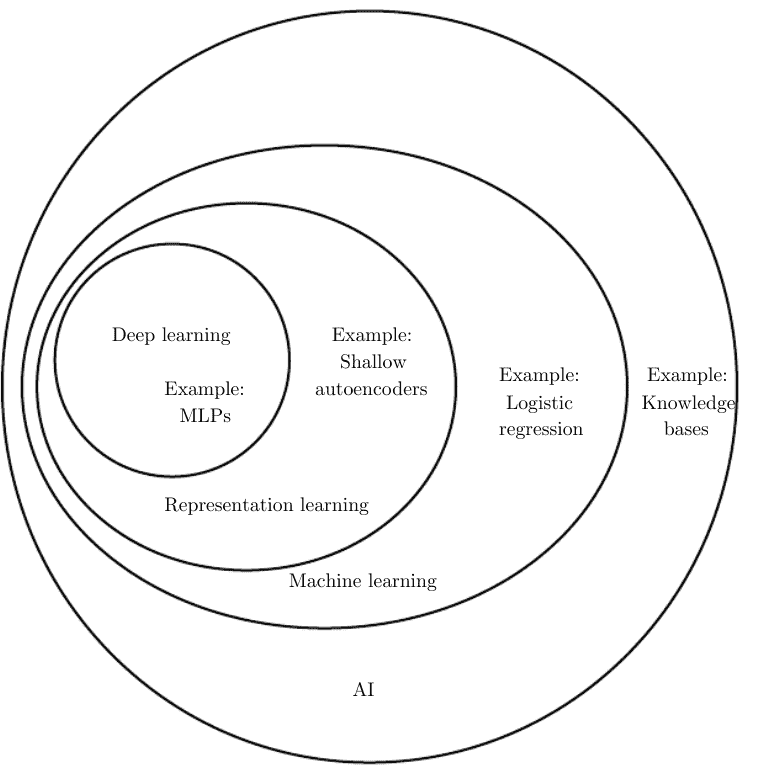 Deep learning
Example:
MLPs
Example:
Shallow
autoencoders
Example:
Logistic
regression
Example:
Knowledge
bases
Representation learning
Machine learning
AI